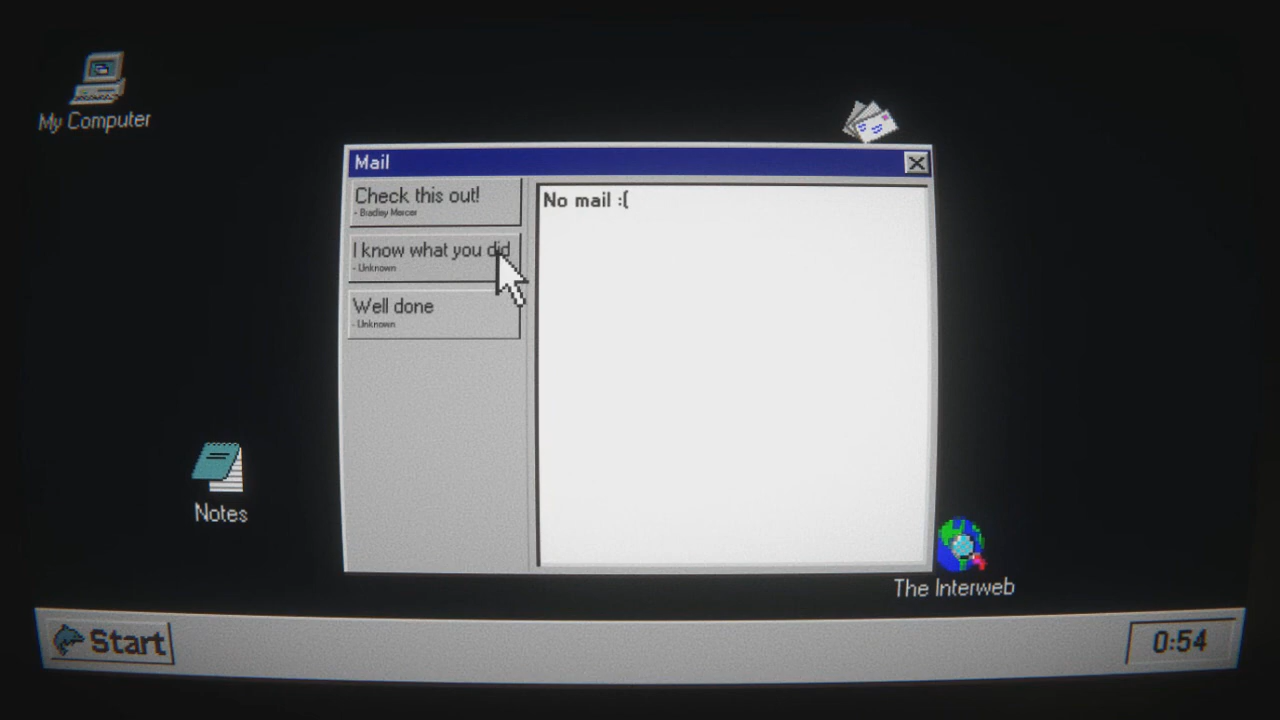 My Computer
Mail
Check this out!
- Bradley Mercer
I know what you did
- Unknown
Well done
- Unknown
No mail :(
Notes
The Interweb
Start
0:54